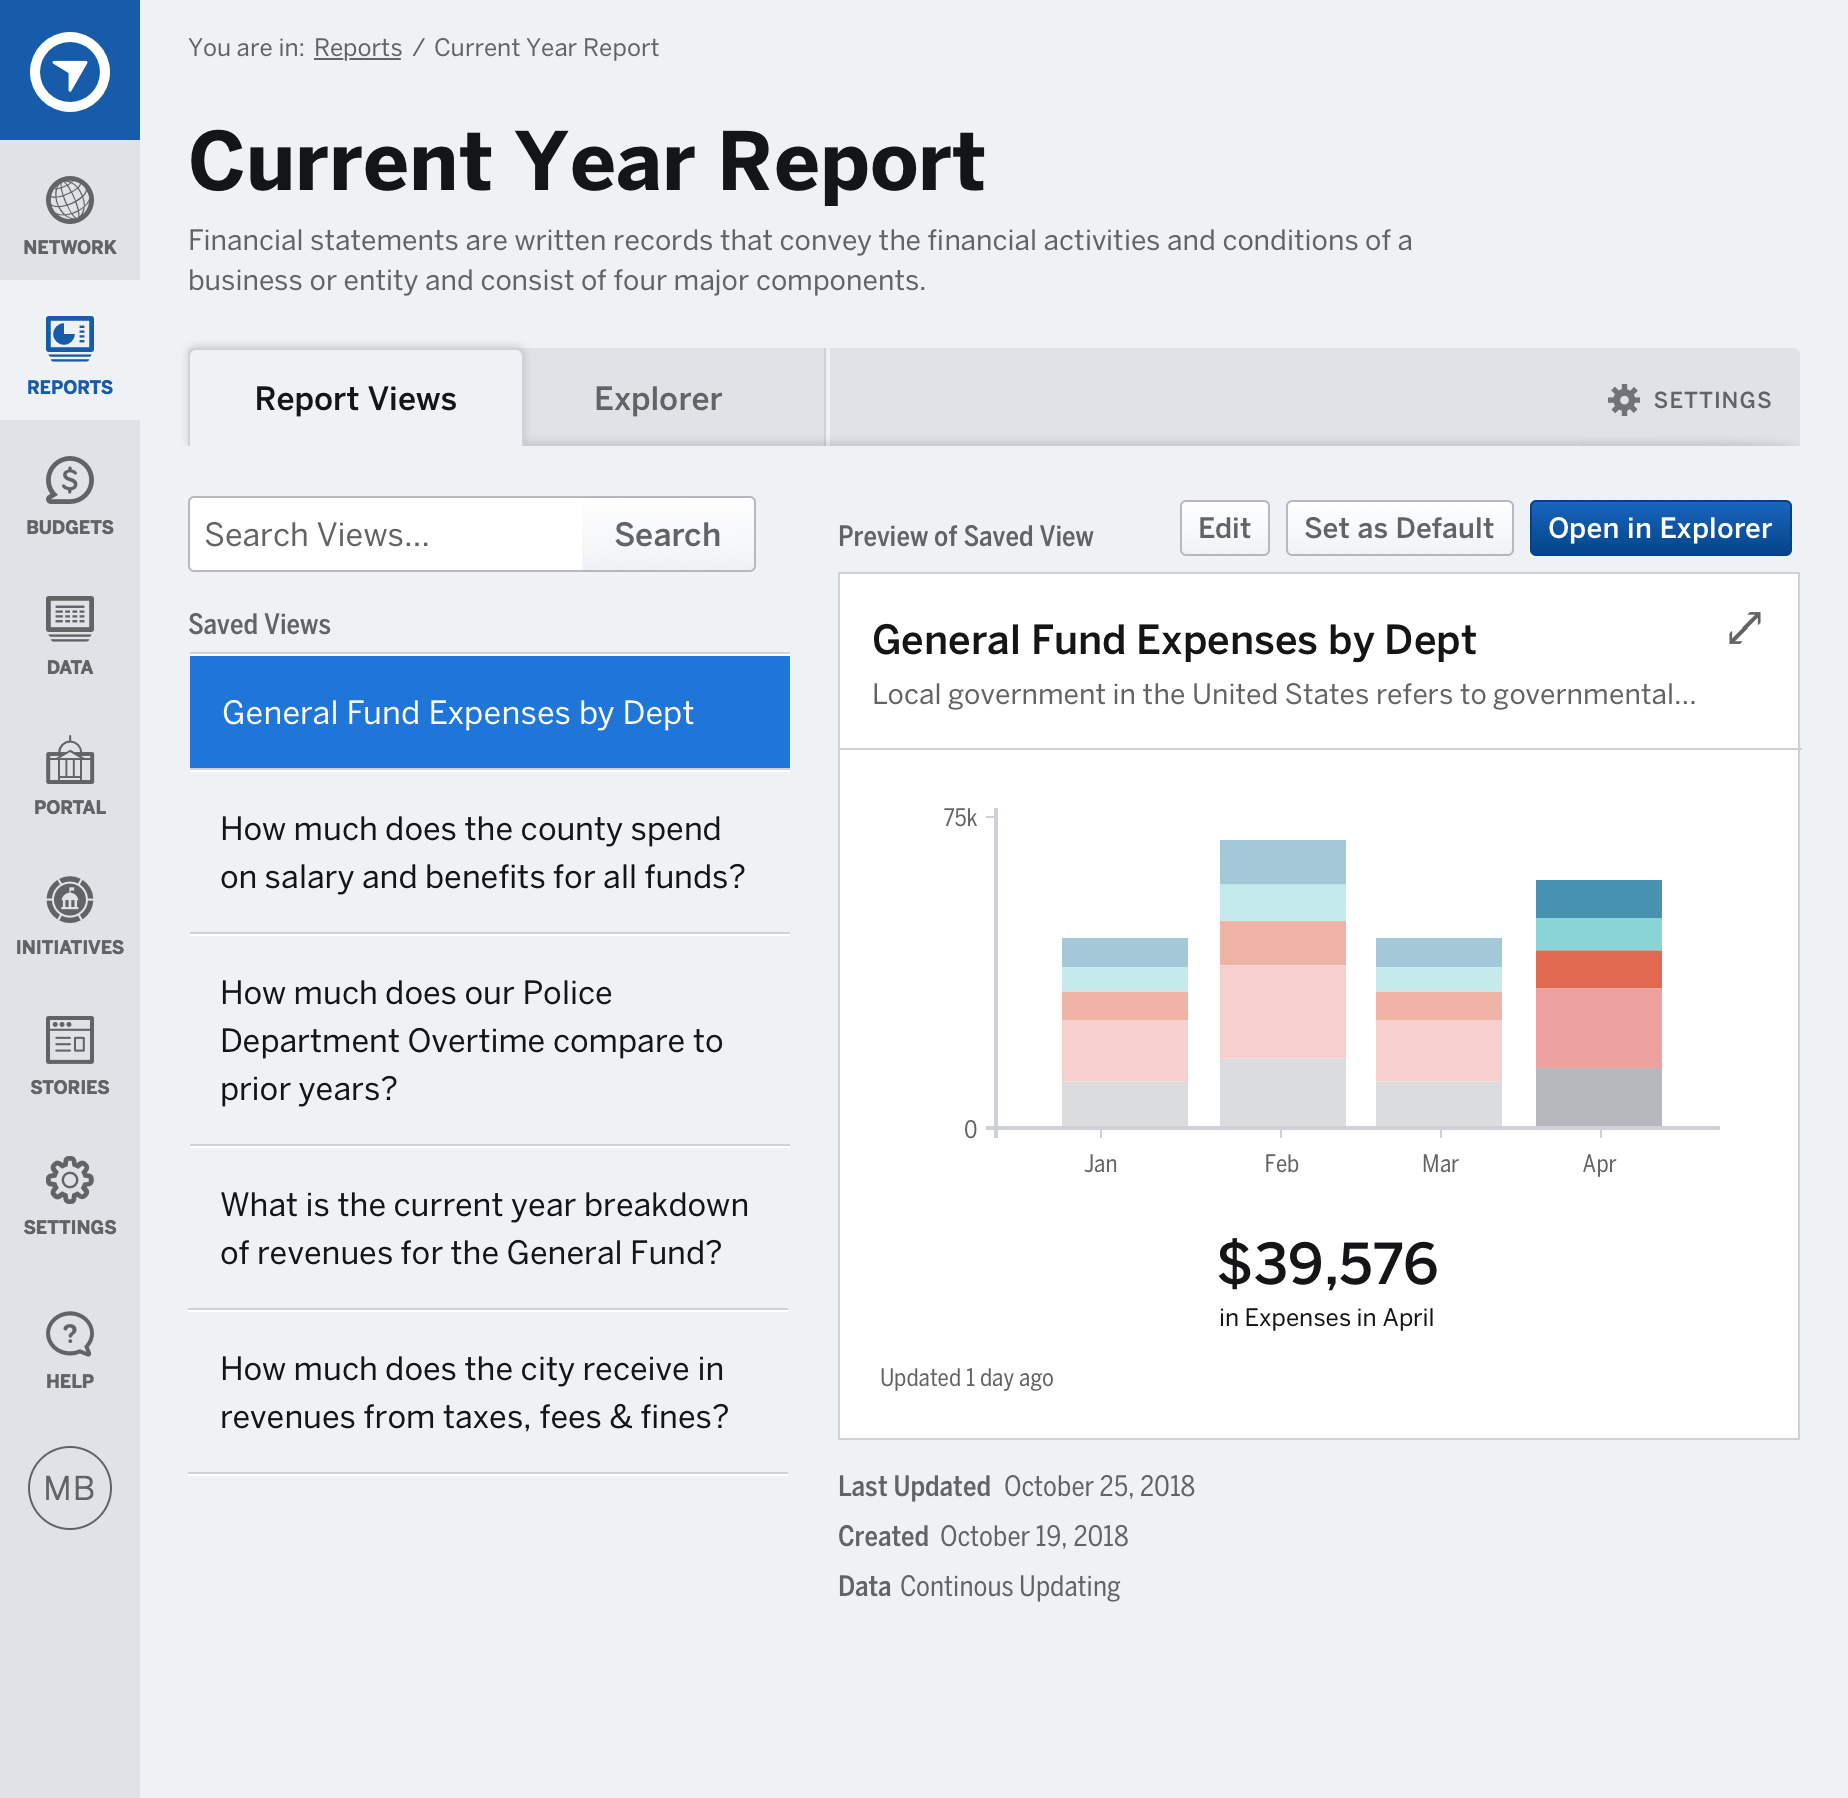 You are in: Reports / Current Year Report
Current Year Report
Financial statements are written records that convey the financial activities and conditions of a
business or entity and consist of four major components.
NETWORK
REPORTS
BUDGETS
DATA
PORTAL
INITIATIVES
STORIES
SETTINGS
HELP
MB
Report Views
Explorer
SETTINGS
Search Views...
Search
Saved Views
General Fund Expenses by Dept
How much does the county spend
on salary and benefits for all funds?
How much does our Police
Department Overtime compare to
prior years?
What is the current year breakdown
of revenues for the General Fund?
How much does the city receive in
revenues from taxes, fees & fines?
Preview of Saved View
Edit
Set as Default
Open in Explorer
General Fund Expenses by Dept
Local government in the United States refers to governmental...
75k
0
Jan
Feb
Mar
Apr
$39,576
in Expenses in April
Updated 1 day ago
Last Updated October 25, 2018
Created October 19, 2018
Data Continous Updating